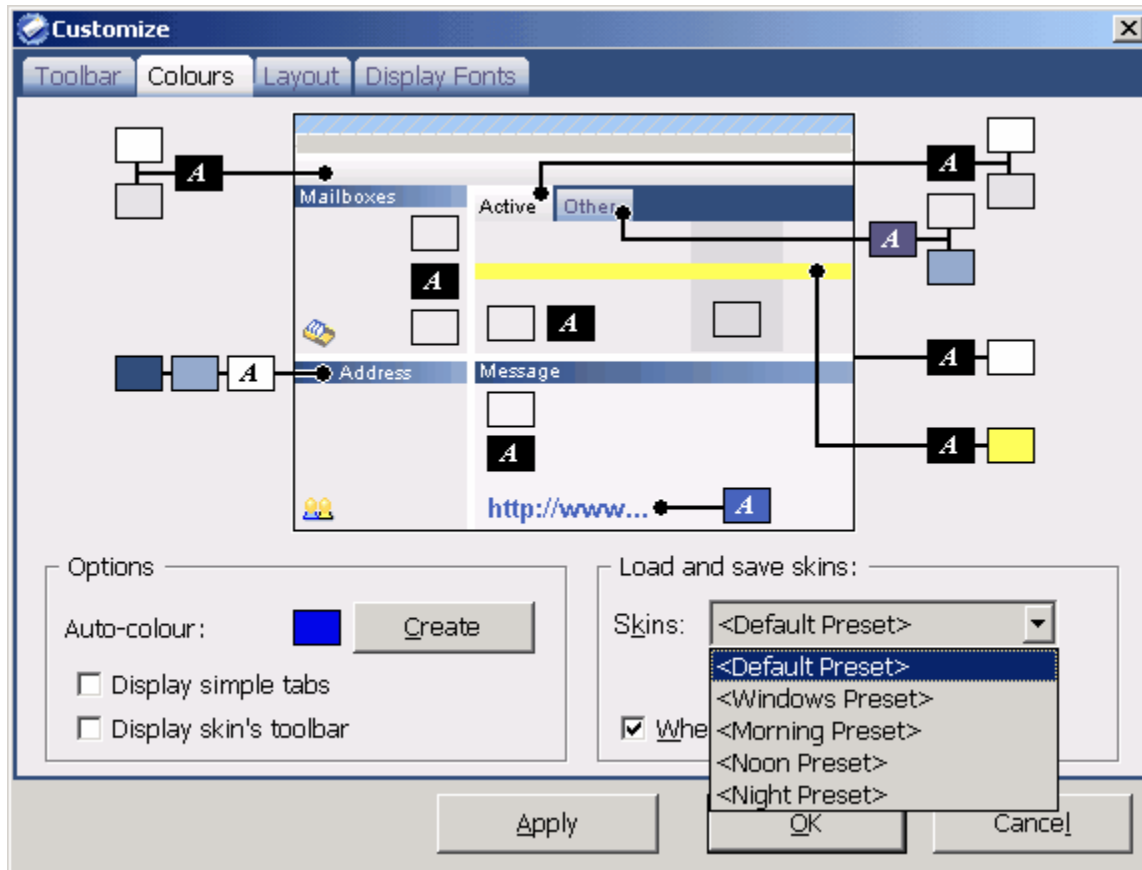 Customize
Toolbar Colours Layout Display Fonts
A A
Mailboxes Active Other
A
A A
A
A Address Message
A
A A
http://www... A
Options Load and save skins:
Auto-colour: Create Skins: <Default Preset>
<Default Preset>
Display simple tabs
<Windows Preset>
Display skin's toolbar Whe <Morning Preset>
<Noon Preset>
<Night Preset>
Apply OK Cancel